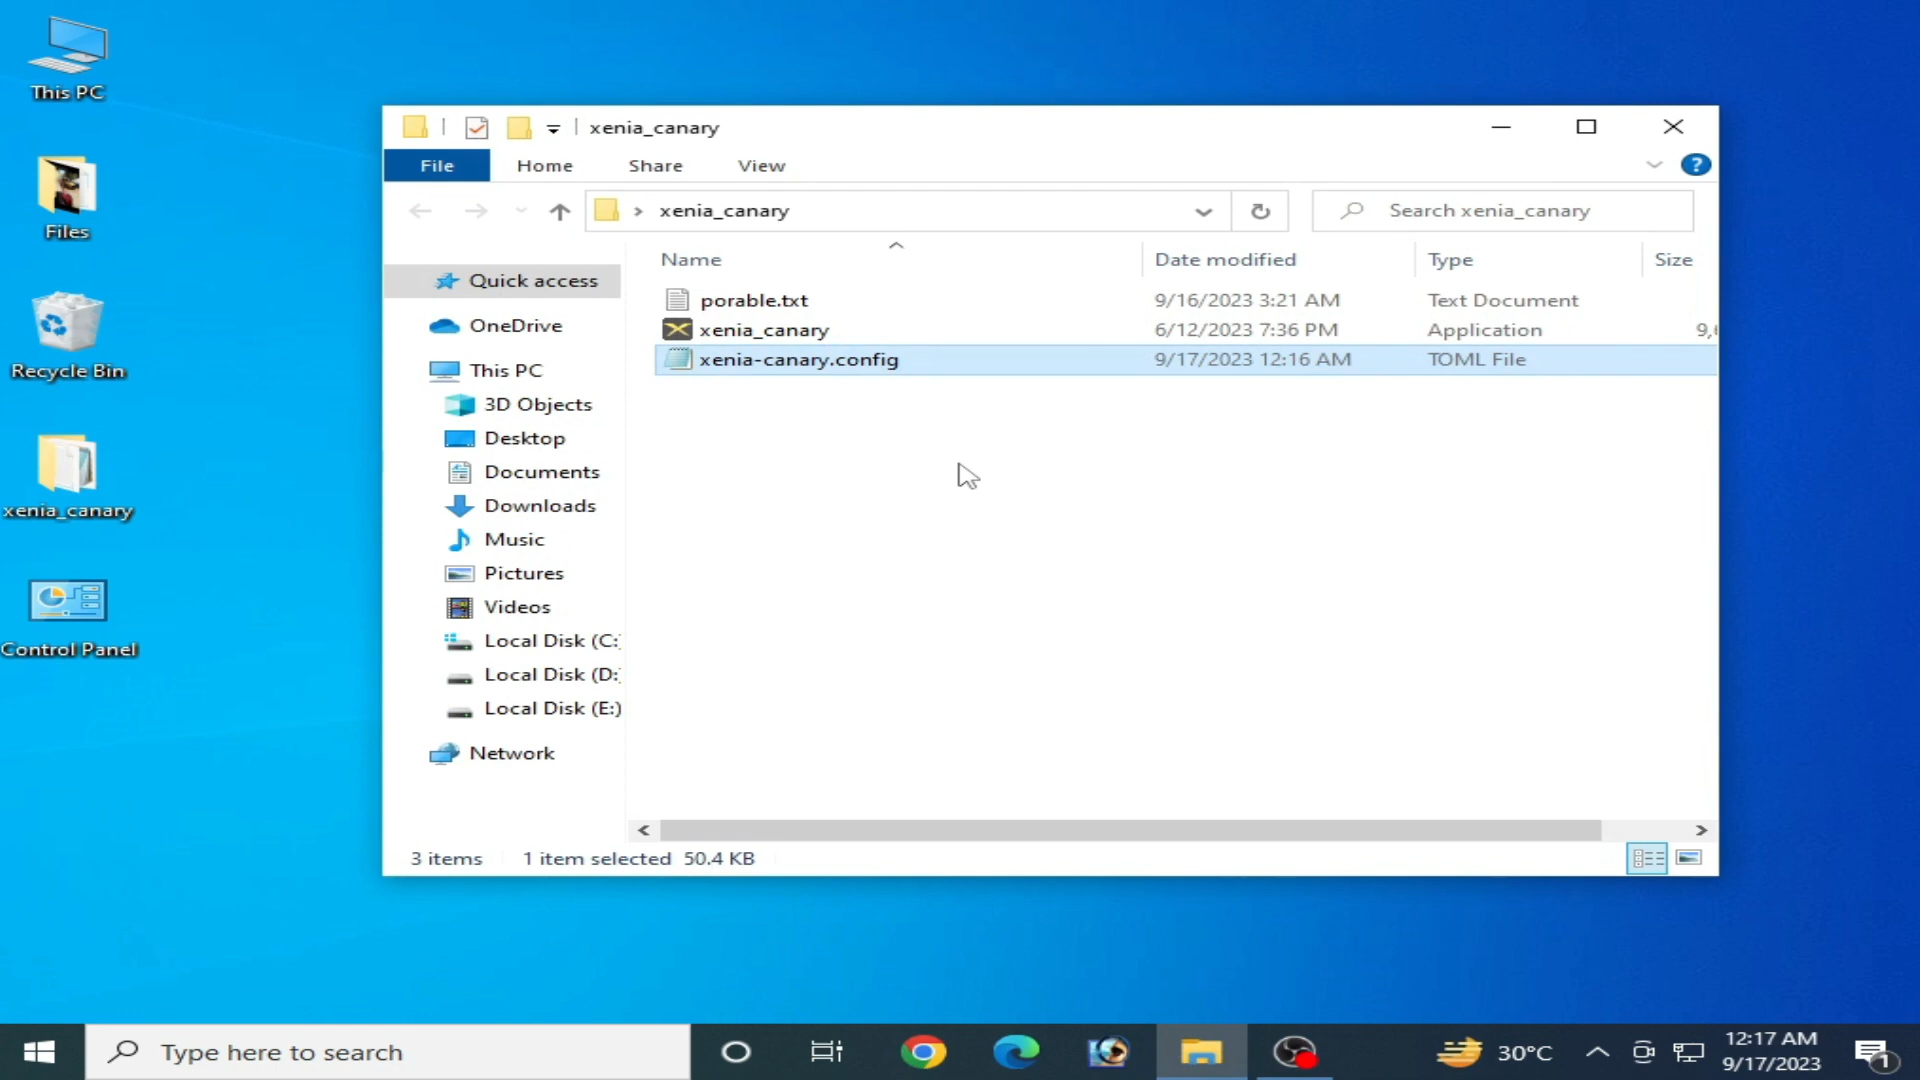 This PC
Files
Recycle Bin
xenia_canary
Control Panel
xenia_canary
File Home Share View
xenia_canary
Search xenia_canary
Name Date modified Type Size
porable.txt 9/16/2023 3:21 AM Text Document
xenia_canary 6/12/2023 7:36 PM Application 9,
xenia-canary.config 9/17/2023 12:16 AM TOML File
Quick access
OneDrive
This PC
3D Objects
Desktop
Documents
Downloads
Music
Pictures
Videos
Local Disk (C:
Local Disk (D:
Local Disk (E:)
Network
3 items 1 item selected 50.4 KB
Type here to search
30°C
12:17 AM
9/17/2023
1